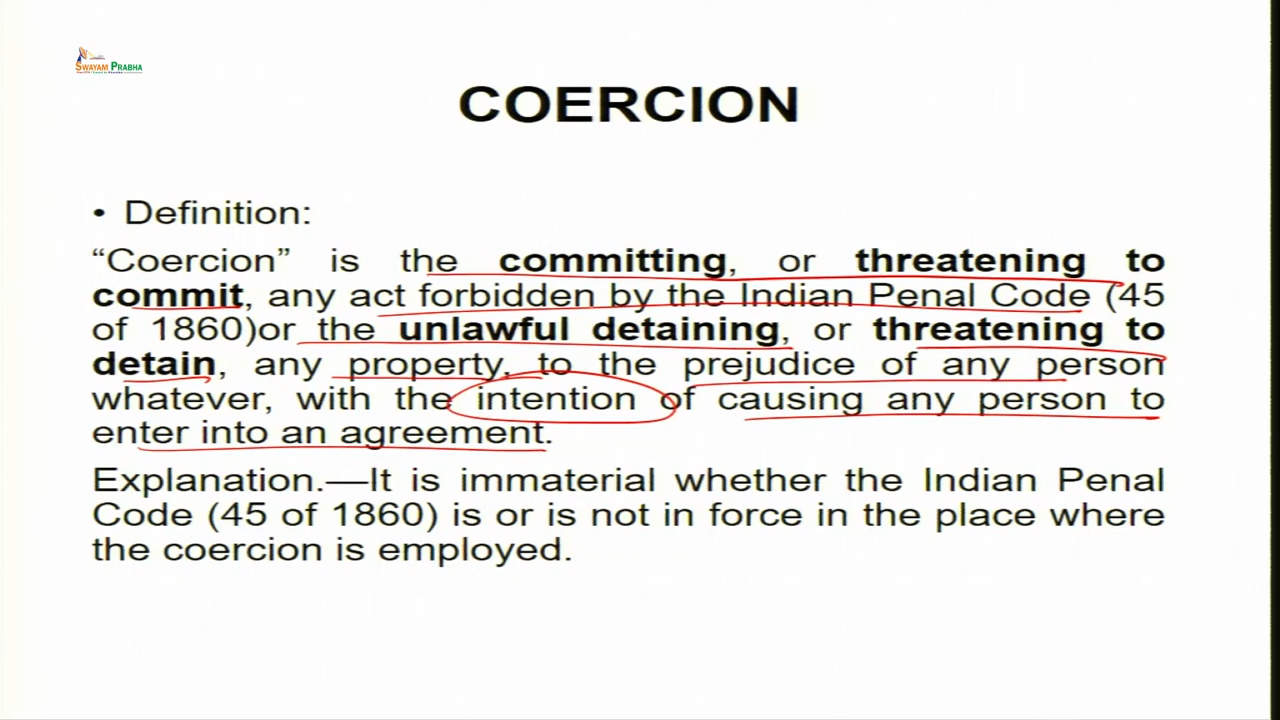 SWAYAM PRABHA
COERCION
• Definition:
“Coercion” is the committing, or threatening to
commit, any act forbidden by the Indian Penal Code (45
of 1860)or the unlawful detaining, or threatening to
detain, any property, to the prejudice of any person
whatever, with the intention of causing any person to
enter into an agreement.
Explanation.—It is immaterial whether the Indian Penal
Code (45 of 1860) is or is not in force in the place where
the coercion is employed.